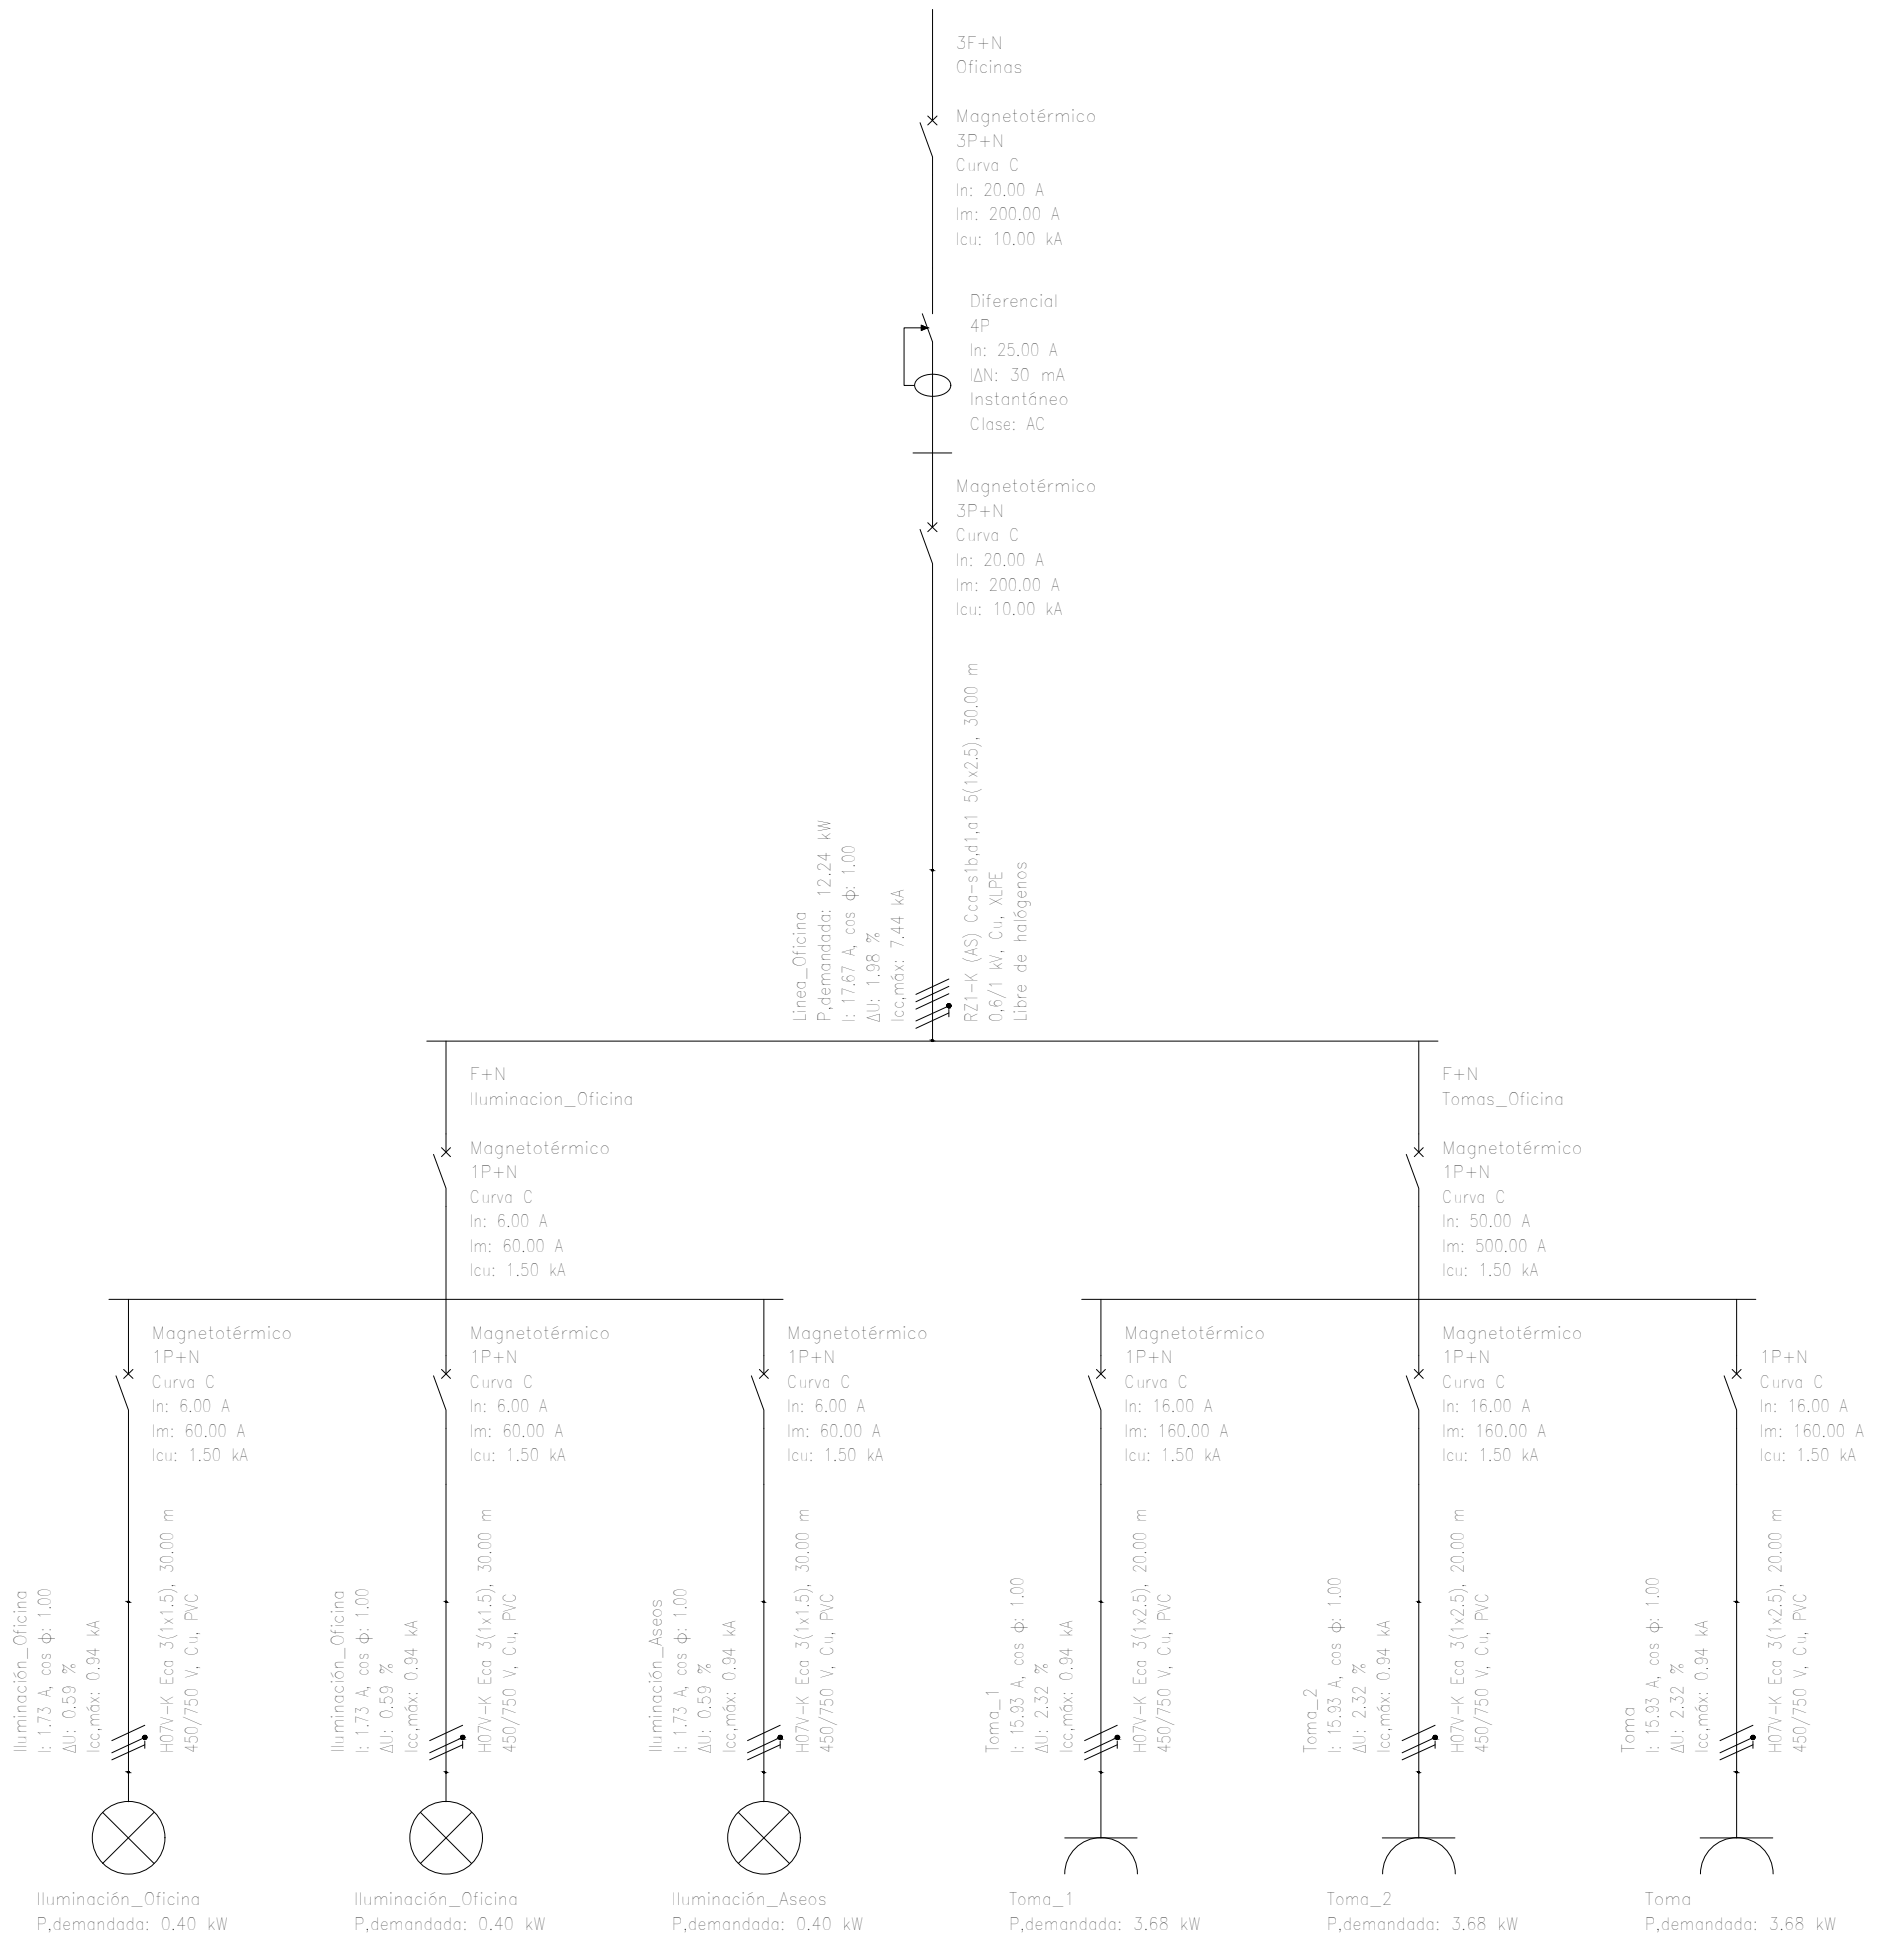 3F+N
Oficinas
Magnetotérmico
3P+N
Curva C
In: 20.00 A
Im: 200.00 A
Icu: 10.00 kA
Diferencial
4P
In: 25.00 A
IΔN: 30 mA
Instantáneo
Clase: AC
Magnetotérmico
3P+N
Curva C
In: 20.00 A
Im: 200.00 A
Icu: 10.00 kA
Linea_Oficina
P,demandada: 12.24 kW
I: 17.67 A, cos φ: 1.00
ΔU: 1.98 %
Icc,máx: 7.44 kA
RZ1-K (AS) Cca-s1b,d1,a1 5(1x2.5), 30.00 m
0,6/1 kV, Cu, XLPE
Libre de halógenos
F+N
Iluminacion_Oficina
Magnetotérmico
1P+N
Curva C
In: 6.00 A
Im: 60.00 A
Icu: 1.50 kA
F+N
Tomas_Oficina
Magnetotérmico
1P+N
Curva C
In: 50.00 A
Im: 500.00 A
Icu: 1.50 kA
Magnetotérmico
1P+N
Curva C
In: 6.00 A
Im: 60.00 A
Icu: 1.50 kA
Magnetotérmico
1P+N
Curva C
In: 6.00 A
Im: 60.00 A
Icu: 1.50 kA
Magnetotérmico
1P+N
Curva C
In: 6.00 A
Im: 60.00 A
Icu: 1.50 kA
Magnetotérmico
1P+N
Curva C
In: 16.00 A
Im: 160.00 A
Icu: 1.50 kA
Magnetotérmico
1P+N
Curva C
In: 16.00 A
Im: 160.00 A
Icu: 1.50 kA
1P+N
Curva C
In: 16.00 A
Im: 160.00 A
Icu: 1.50 kA
Iluminación_Oficina
I: 1.73 A, cos φ: 1.00
ΔU: 0.59 %
Icc,máx: 0.94 kA
H07V-K Eca 3(1x1.5), 30.00 m
450/750 V, Cu, PVC
Iluminación_Oficina
I: 1.73 A, cos φ: 1.00
ΔU: 0.59 %
Icc,máx: 0.94 kA
H07V-K Eca 3(1x1.5), 30.00 m
450/750 V, Cu, PVC
Iluminación_Aseos
I: 1.73 A, cos φ: 1.00
ΔU: 0.59 %
Icc,máx: 0.94 kA
H07V-K Eca 3(1x1.5), 30.00 m
450/750 V, Cu, PVC
Toma_1
I: 15.93 A, cos φ: 1.00
ΔU: 2.32 %
Icc,máx: 0.94 kA
H07V-K Eca 3(1x2.5), 20.00 m
450/750 V, Cu, PVC
Toma_2
I: 15.93 A, cos φ: 1.00
ΔU: 2.32 %
Icc,máx: 0.94 kA
H07V-K Eca 3(1x2.5), 20.00 m
450/750 V, Cu, PVC
Toma
I: 15.93 A, cos φ: 1.00
ΔU: 2.32 %
Icc,máx: 0.94 kA
H07V-K Eca 3(1x2.5), 20.00 m
450/750 V, Cu, PVC
Iluminación_Oficina
P,demandada: 0.40 kW
Iluminación_Oficina
P,demandada: 0.40 kW
Iluminación_Aseos
P,demandada: 0.40 kW
Toma_1
P,demandada: 3.68 kW
Toma_2
P,demandada: 3.68 kW
Toma
P,demandada: 3.68 kW